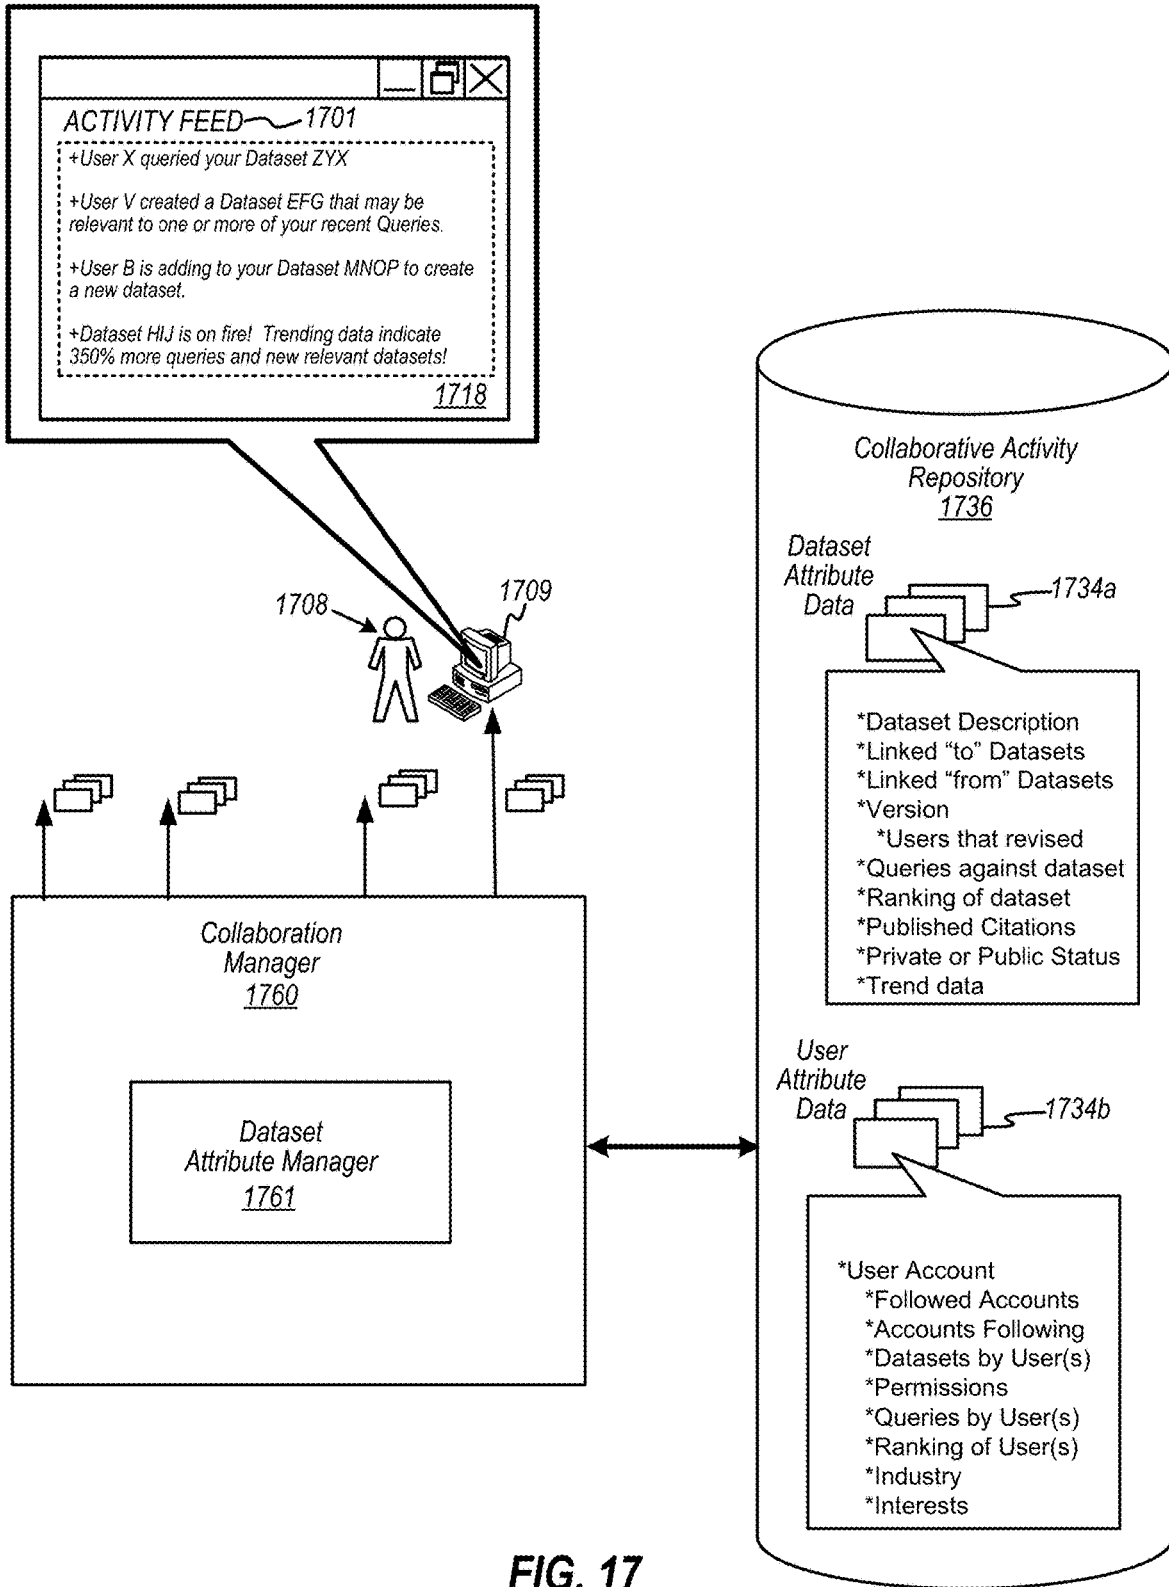 ACTIVITY FEED 1701
+User X queried your Dataset ZYX
+User V created a Dataset EFG that may be
relevant to one or more of your recent Queries.
+User B is adding to your Dataset MNOP to create
a new dataset.
+Dataset HIJ is on fire! Trending data indicate
350% more queries and new relevant datasets!
1718
Collaborative Activity
Repository
1736
Dataset
Attribute
Data
1734a
1708
1709
*Dataset Description
*Linked "to" Datasets
*Linked "from" Datasets
*Version
*Users that revised
*Queries against dataset
*Ranking of dataset
*Published Citations
*Private or Public Status
*Trend data
Collaboration
Manager
1760
Dataset
Attribute Manager
1761
User
Attribute
Data
1734b
*User Account
*Followed Accounts
*Accounts Following
*Datasets by User(s)
*Permissions
*Queries by User(s)
*Ranking of User(s)
*Industry
*Interests
FIG. 17